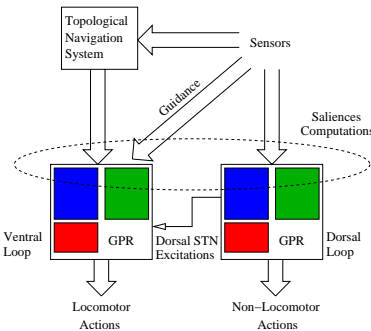 Topological
Navigation
System
Sensors
Guidance
Saliences
Computations
Ventral
Loop
GPR
Dorsal STN
Excitations
GPR
Dorsal
Loop
Locomotor
Actions
Non-Locomotor
Actions